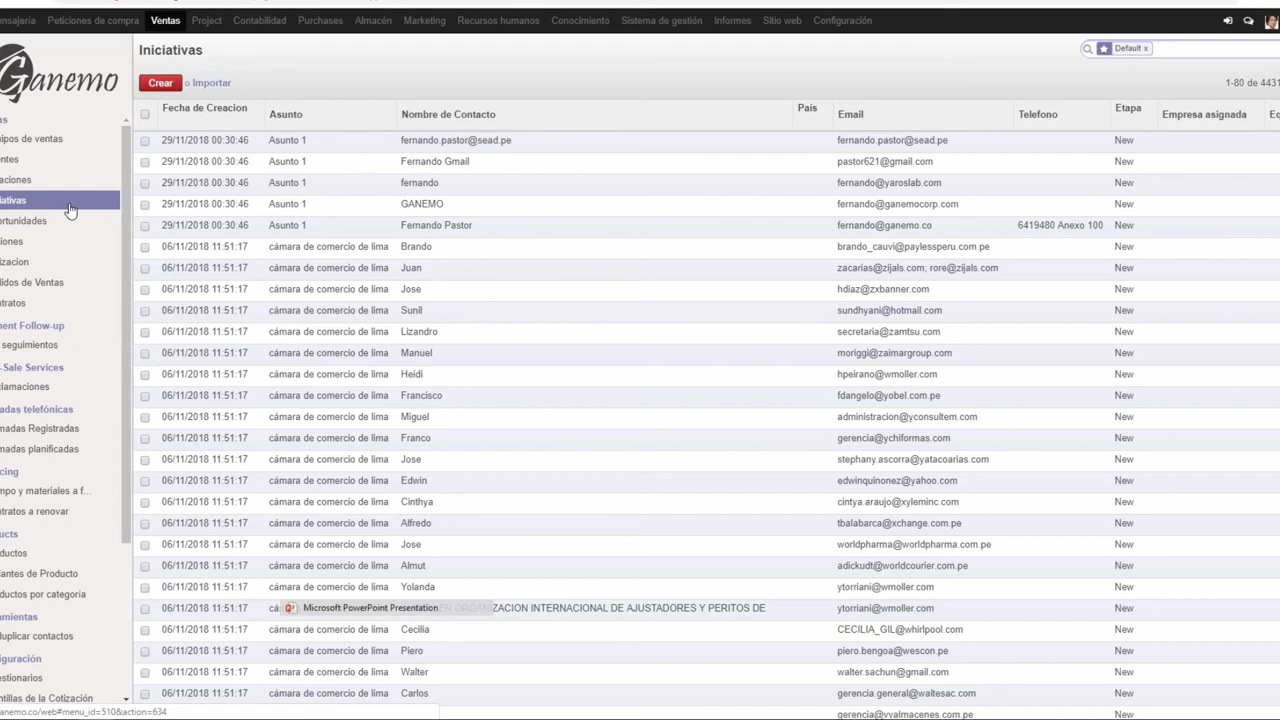 ensajería Peticiones de compra Ventas Project Contabilidad Purchases Almacén Marketing Recursos humanos Conocimiento Sistema de gestión Informes Sitio web Configuración
Ganemo
Iniciativas
Default x
Crear o Importar
1-80 de 4431
Fecha de Creacion Asunto Nombre de Contacto País Email Telefono Etapa Empresa asignada Eq
29/11/2018 00:30:46 Asunto 1 fernando.pastor@sead.pe fernando.pastor@sead.pe New
29/11/2018 00:30:46 Asunto 1 Fernando Gmail pastor621@gmail.com New
29/11/2018 00:30:46 Asunto 1 fernando fernando@yaroslab.com New
29/11/2018 00:30:46 Asunto 1 GANEMO fernando@ganemocorp.com New
29/11/2018 00:30:46 Asunto 1 Fernando Pastor fernando@ganemo.co 6419480 Anexo 100 New
06/11/2018 11:51:17 cámara de comercio de lima Brando brando_cauvi@paylessperu.com.pe New
06/11/2018 11:51:17 cámara de comercio de lima Juan zacarias@zijals.com; rore@zijals.com New
06/11/2018 11:51:17 cámara de comercio de lima Jose hdiaz@zxbanner.com New
06/11/2018 11:51:17 cámara de comercio de lima Sunil sundhyani@hotmail.com New
06/11/2018 11:51:17 cámara de comercio de lima Lizandro secretaria@zamtsu.com New
06/11/2018 11:51:17 cámara de comercio de lima Manuel moriggi@zaimargroup.com New
06/11/2018 11:51:17 cámara de comercio de lima Heidi hpeirano@wmoller.com New
06/11/2018 11:51:17 cámara de comercio de lima Francisco fdangelo@yobel.com.pe New
06/11/2018 11:51:17 cámara de comercio de lima Miguel administracion@yconsultem.com New
06/11/2018 11:51:17 cámara de comercio de lima Franco gerencia@ychiformas.com New
06/11/2018 11:51:17 cámara de comercio de lima Jose stephany.ascorra@yatacoarias.com New
06/11/2018 11:51:17 cámara de comercio de lima Edwin edwinquinonez@yahoo.com New
06/11/2018 11:51:17 cámara de comercio de lima Cinthya cintya.araujo@xyleminc.com New
06/11/2018 11:51:17 cámara de comercio de lima Alfredo tbalabarca@xchange.com.pe New
06/11/2018 11:51:17 cámara de comercio de lima Jose worldpharma@worldpharma.com.pe New
06/11/2018 11:51:17 cámara de comercio de lima Almut adickudt@worldcourier.com.pe New
06/11/2018 11:51:17 cámara de comercio de lima Yolanda ytorriani@wmoller.com New
06/11/2018 11:51:17 cá Microsoft PowerPoint Presentation ER ORGANIZACION INTERNACIONAL DE AJUSTADORES Y PERITOS DE ytorriani@wmoller.com New
06/11/2018 11:51:17 cámara de comercio de lima Cecilia CECILIA_GIL@whirlpool.com New
06/11/2018 11:51:17 cámara de comercio de lima Piero piero.bengoa@wescon.pe New
06/11/2018 11:51:17 cámara de comercio de lima Walter walter.sachun@gmail.com New
06/11/2018 11:51:17 cámara de comercio de lima Carlos gerencia.general@waitesac.com New
gerencia@vvalmacenes.com.pe New
as
ipos de ventas
entes
aciones
iativas
ortunidades
iones
ización
didos de Ventas
ntratos
ment Follow-up
seguimientos
-Sale Services
clamaciones
adas telefónicas
madas Registradas
madas planificadas
icing
mpo y materiales a f...
ntratos a renovar
ucts
ductos
iantes de Producto
ductos por categoría
amientas
duplicar contactos
iguración
estionarios
ntillas de la Cotización
anemo.co/web#menu_id=510&action=634